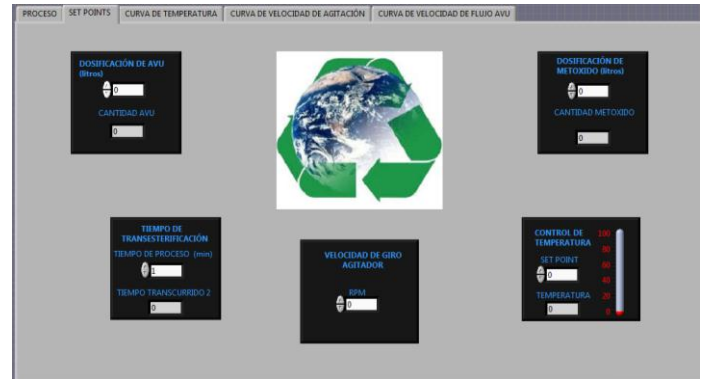 PROCESO SET POINTS CURVA DE TEMPERATURA CURVA DE VELOCIDAD DE AGITACIÓN CURVA DE VELOCIDAD DE FLUJO AVU
DOSIFICACIÓN DE AVU
(litros)
0
CANTIDAD AVU
0
DOSIFICACIÓN DE
METOXIDO (litros)
0
CANTIDAD METOXIDO
0
TIEMPO DE
TRANSESTERIFICACIÓN
TIEMPO DE PROCESO (min)
1
TIEMPO TRANSCURRIDO 2
0
VELOCIDAD DE GIRO
AGITADOR
RPM
0
CONTROL DE
TEMPERATURA
SET POINT
0
TEMPERATURA
0
100
80
60
40
20
0